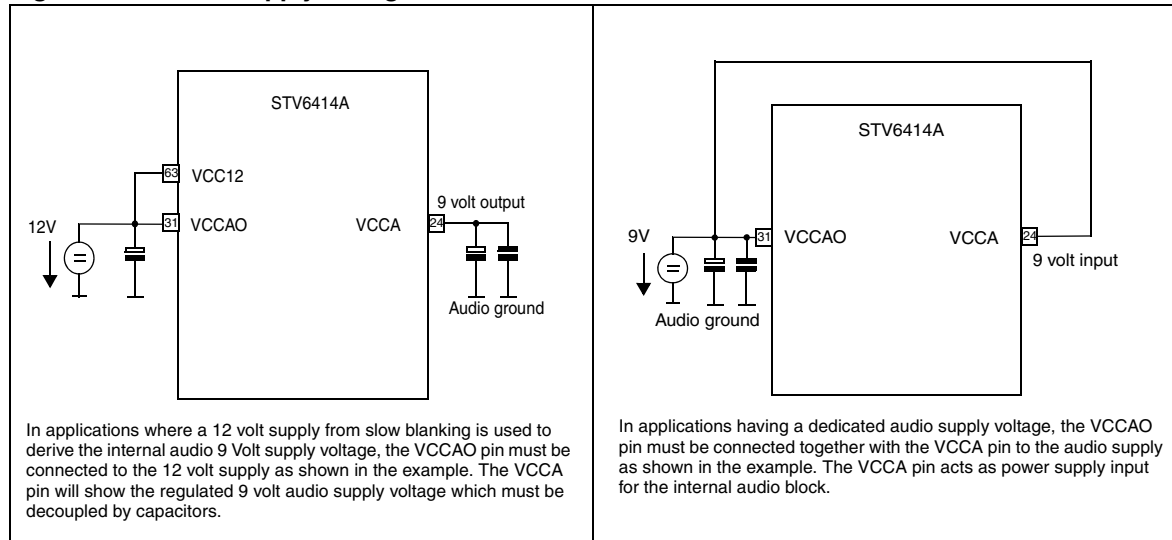 STV6414A
63
VCC12
31
VCCAO
VCCA
24
9 volt output
12V
Audio ground
In applications where a 12 volt supply from slow blanking is used to
derive the internal audio 9 Volt supply voltage, the VCCAO pin must be
connected to the 12 volt supply as shown in the example. The VCCA
pin will show the regulated 9 volt audio supply voltage which must be
decoupled by capacitors.
STV6414A
9V
31
VCCAO
VCCA
24
9 volt input
Audio ground
In applications having a dedicated audio supply voltage, the VCCAO
pin must be connected together with the VCCA pin to the audio supply
as shown in the example. The VCCA pin acts as power supply input
for the internal audio block.